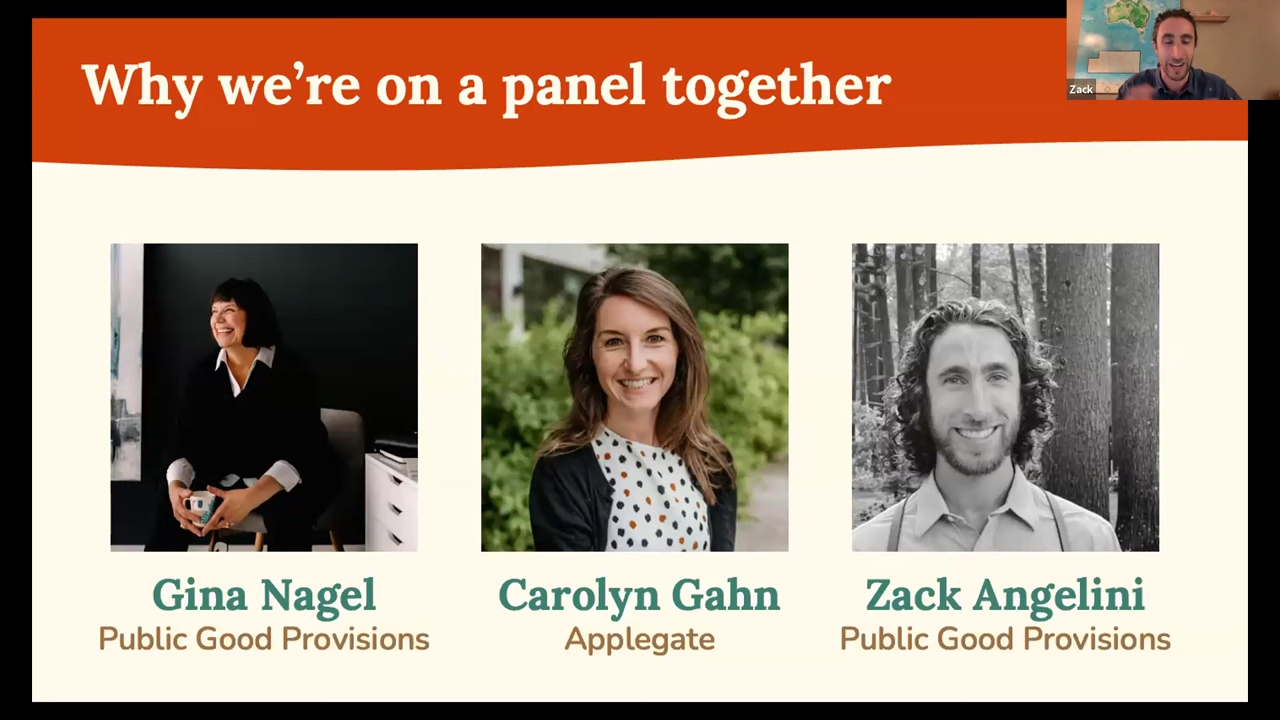 Why we're on a panel together
Zack
Gina Nagel
Public Good Provisions
Carolyn Gahn
Applegate
Zack Angelini
Public Good Provisions